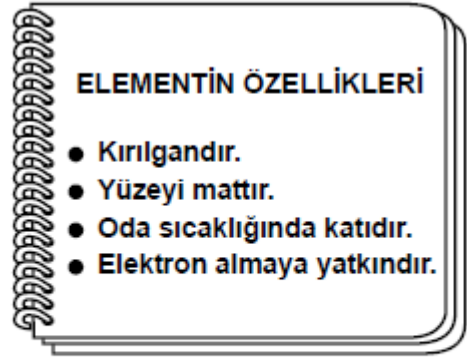 ELEMENTİN ÖZELLİKLERİ
● Kırılgandır.
● Yüzeyi mattır.
● Oda sıcaklığında katıdır.
● Elektron almaya yatkındır.